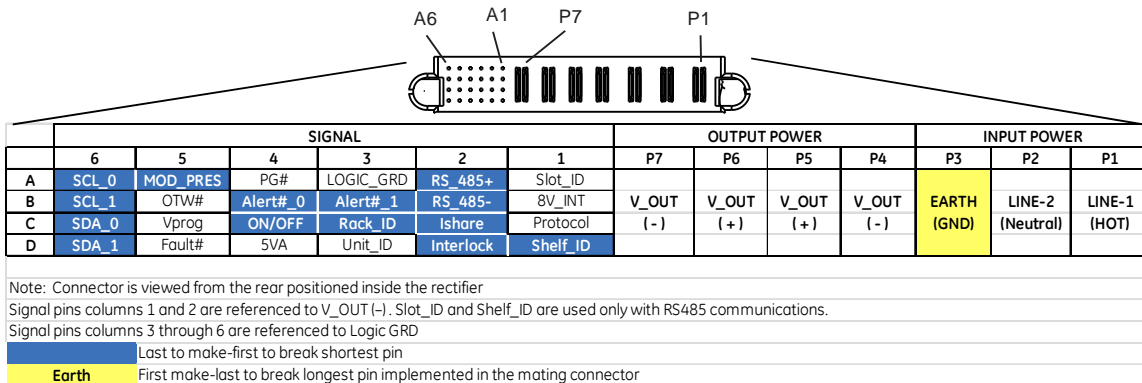 A6 A1 P7 P1
SIGNAL OUTPUT POWER INPUT POWER
6 5 4 3 2 1 P7 P6 P5 P4 P3 P2 P1
A SCL_0 MOD_PRES PG# LOGIC_GRD RS_485+ Slot_ID
B SCL_1 OTW# Alert#_0 Alert#_1 RS_485- 8V_INT V_OUT V_OUT V_OUT V_OUT EARTH LINE-2 LINE-1
C SDA_0 Vprog ON/OFF Rack_ID Ishare Protocol ( - ) ( + ) ( + ) ( - ) (GND) (Neutral) (HOT)
D SDA_1 Fault# 5VA Unit_ID Interlock Shelf_ID
Note: Connector is viewed from the rear positioned inside the rectifier
Signal pins columns 1 and 2 are referenced to V_OUT (–). Slot_ID and Shelf_ID are used only with RS485 communications.
Signal pins columns 3 through 6 are referenced to Logic GRD
Last to make-first to break shortest pin
Earth First make-last to break longest pin implemented in the mating connector